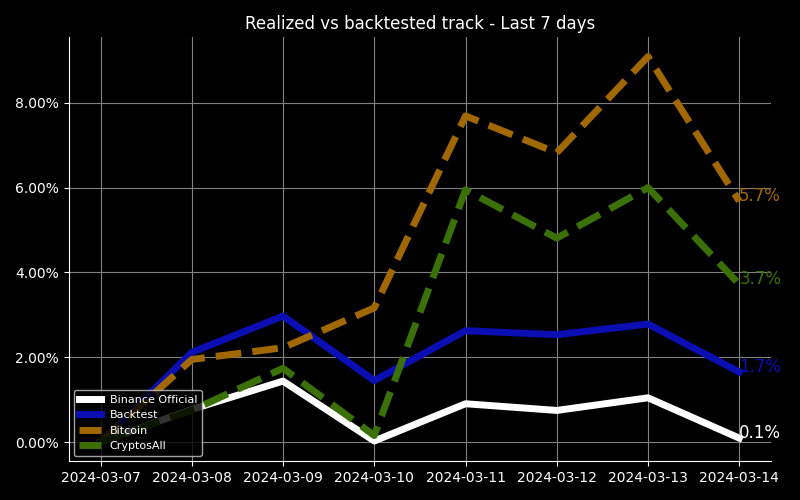 Realized vs backtested track - Last 7 days
8.00%
6.00%
4.00%
2.00%
0.00%
5.7%
3.7%
1.7%
0.1%
Binance Official
Backtest
Bitcoin
CryptosAll
2024-03-07 2024-03-08 2024-03-09 2024-03-10 2024-03-11 2024-03-12 2024-03-13 2024-03-14